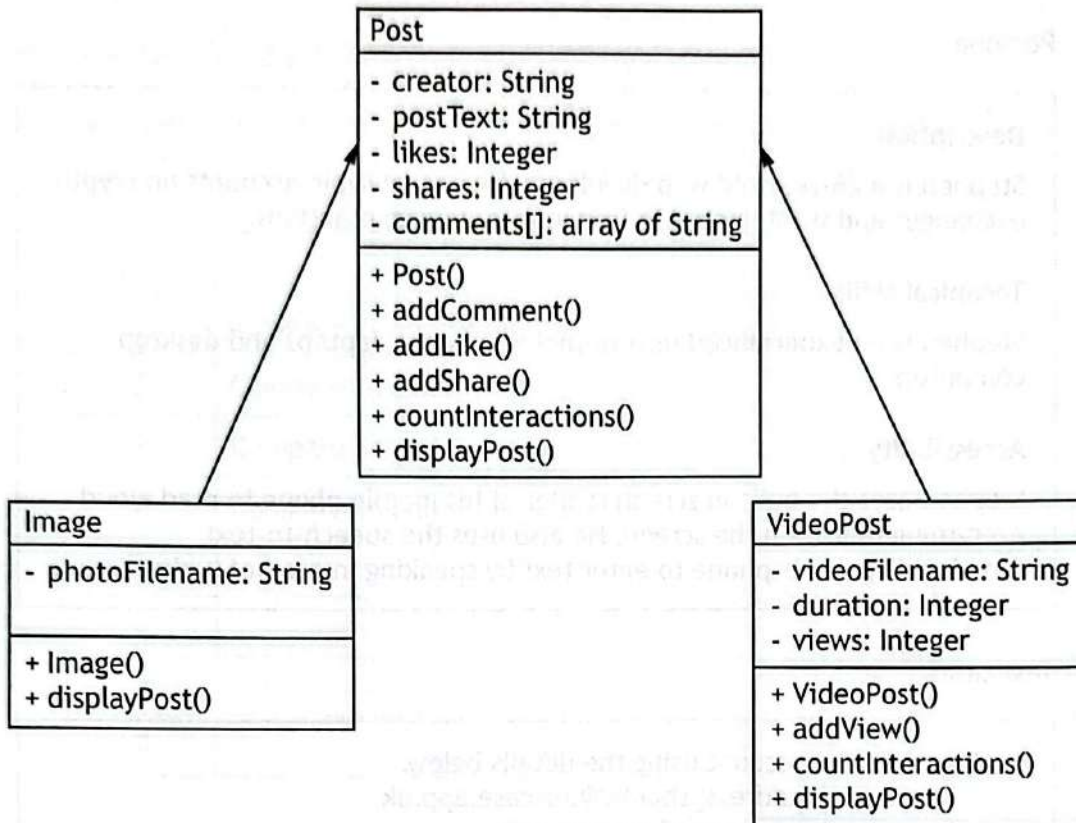 Post
- creator: String
- postText: String
- likes: Integer
- shares: Integer
- comments[]: array of String
+ Post()
+ addComment()
+ addLike()
+ addShare()
+ countInteractions()
+ displayPost()
Image
- photoFilename: String
+ Image()
+ displayPost()
VideoPost
- videoFilename: String
- duration: Integer
- views: Integer
+ VideoPost()
+ addView()
+ countInteractions()
+ displayPost()